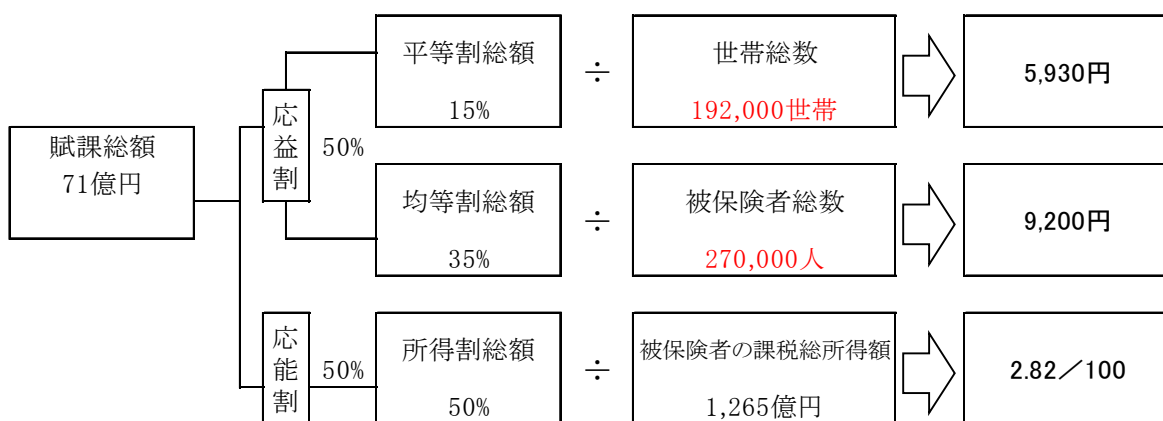 賦課総額
71億円
応益割
50%
平等割総額
15%
÷
世帯総数
192,000世帯
5,930円
均等割総額
35%
÷
被保険者総数
270,000人
9,200円
応能割
50%
所得割総額
50%
÷
被保険者の課税総所得額
1,265億円
2.82／100